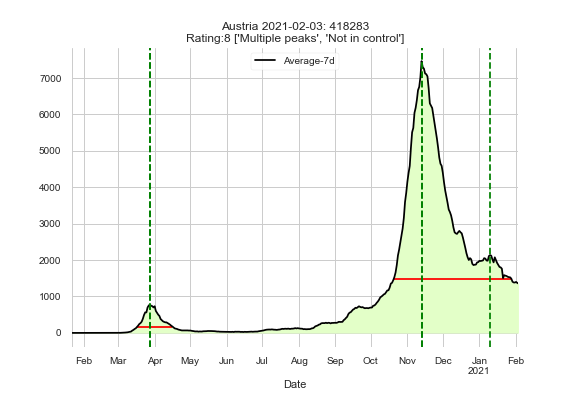 Austria 2021-02-03: 418283
Rating:8 ['Multiple peaks', 'Not in control']
Average-7d
7000
6000
5000
4000
3000
2000
1000
0
Feb Mar Apr May Jun Jul Aug Sep Oct Nov Dec Jan Feb
2021
Date